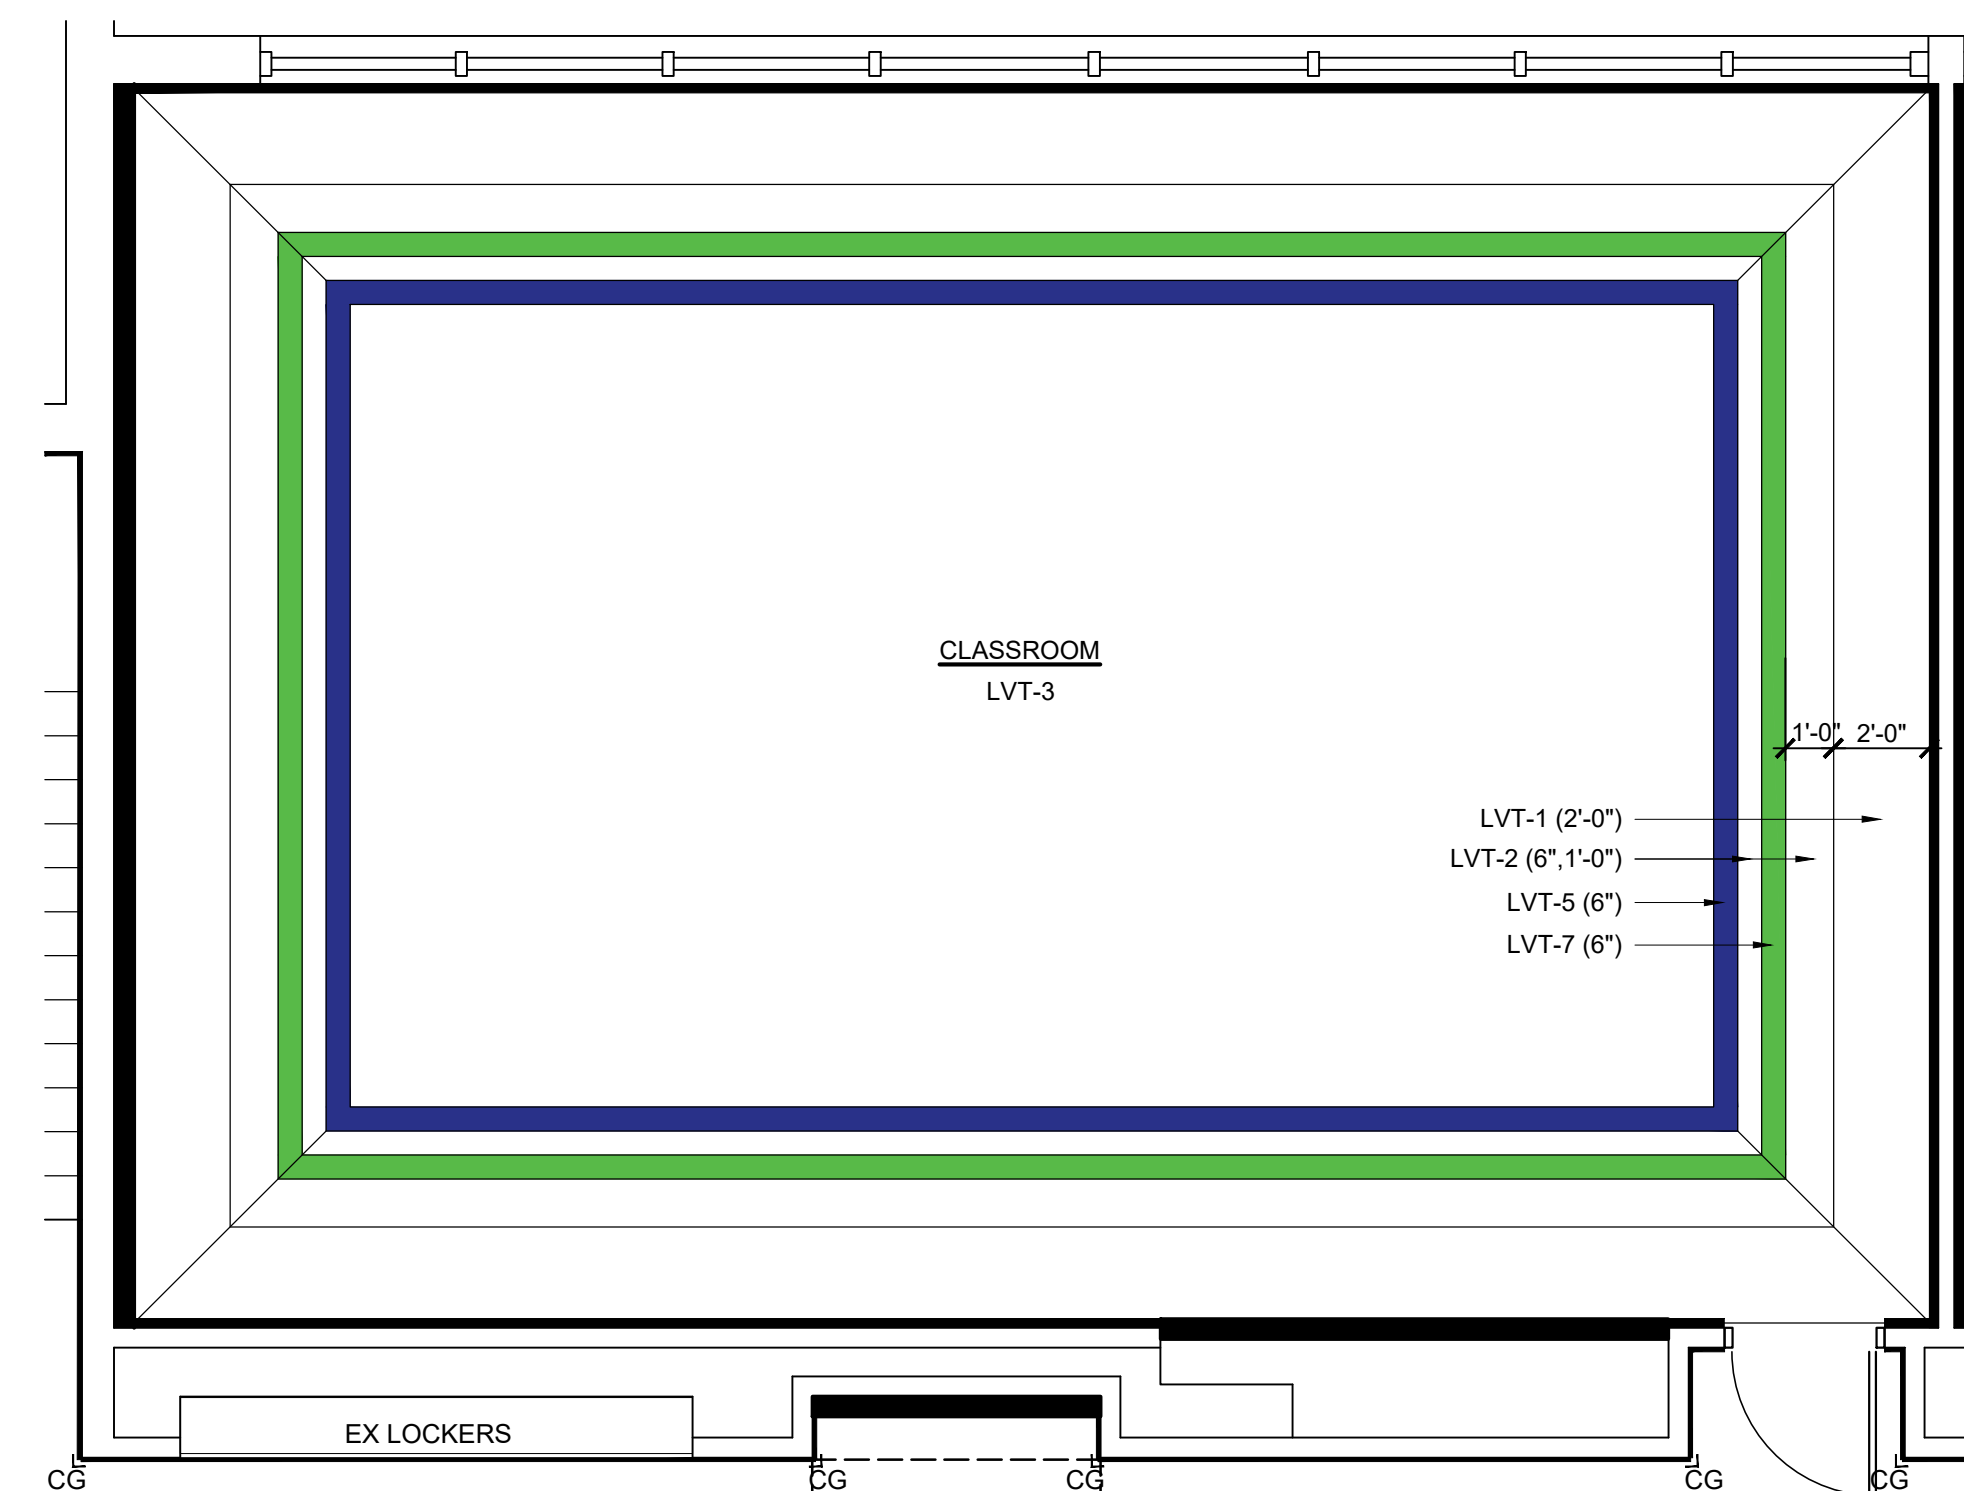 CLASSROOM
LVT-3
1'-0" 2'-0"
LVT-1 (2'-0")
LVT-2 (6",1'-0")
LVT-5 (6")
LVT-7 (6")
EX LOCKERS
CG CG CG CG CG